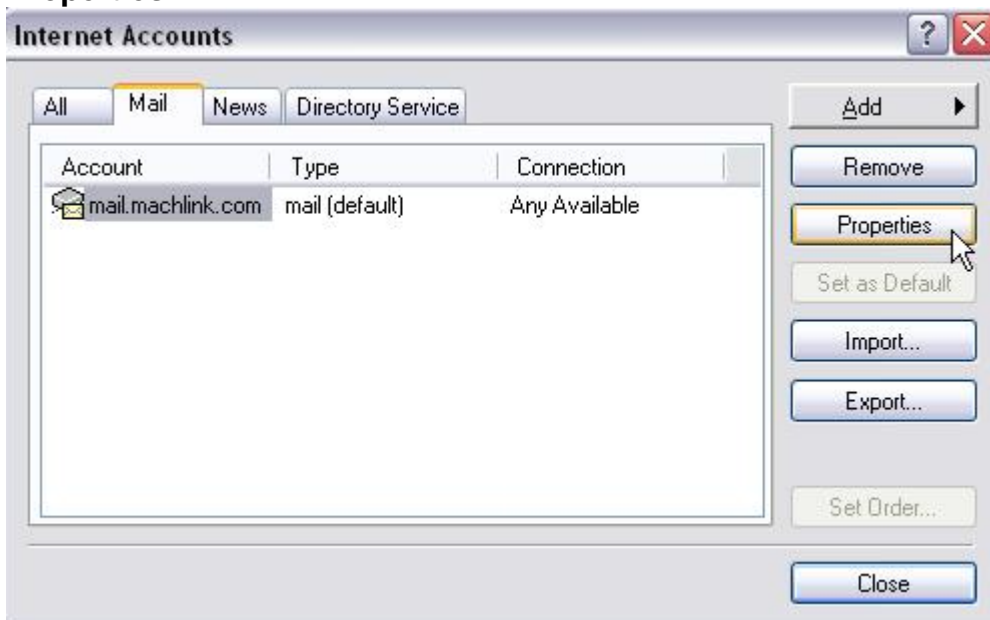 Internet Accounts
?
All Mail News Directory Service
Add
Account Type Connection
Remove
mail.machlink.com mail (default) Any Available
Properties
Set as Default
Import...
Export...
Set Order...
Close